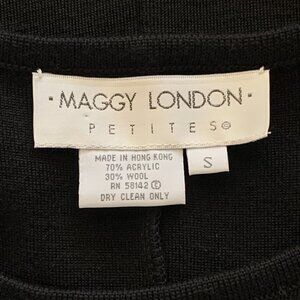 - MAGGY LONDON -
PETITES©
MADE IN HONG KONG
70% ACRYLIC
30% WOOL
RN 58142 Ⓔ
DRY CLEAN ONLY
S